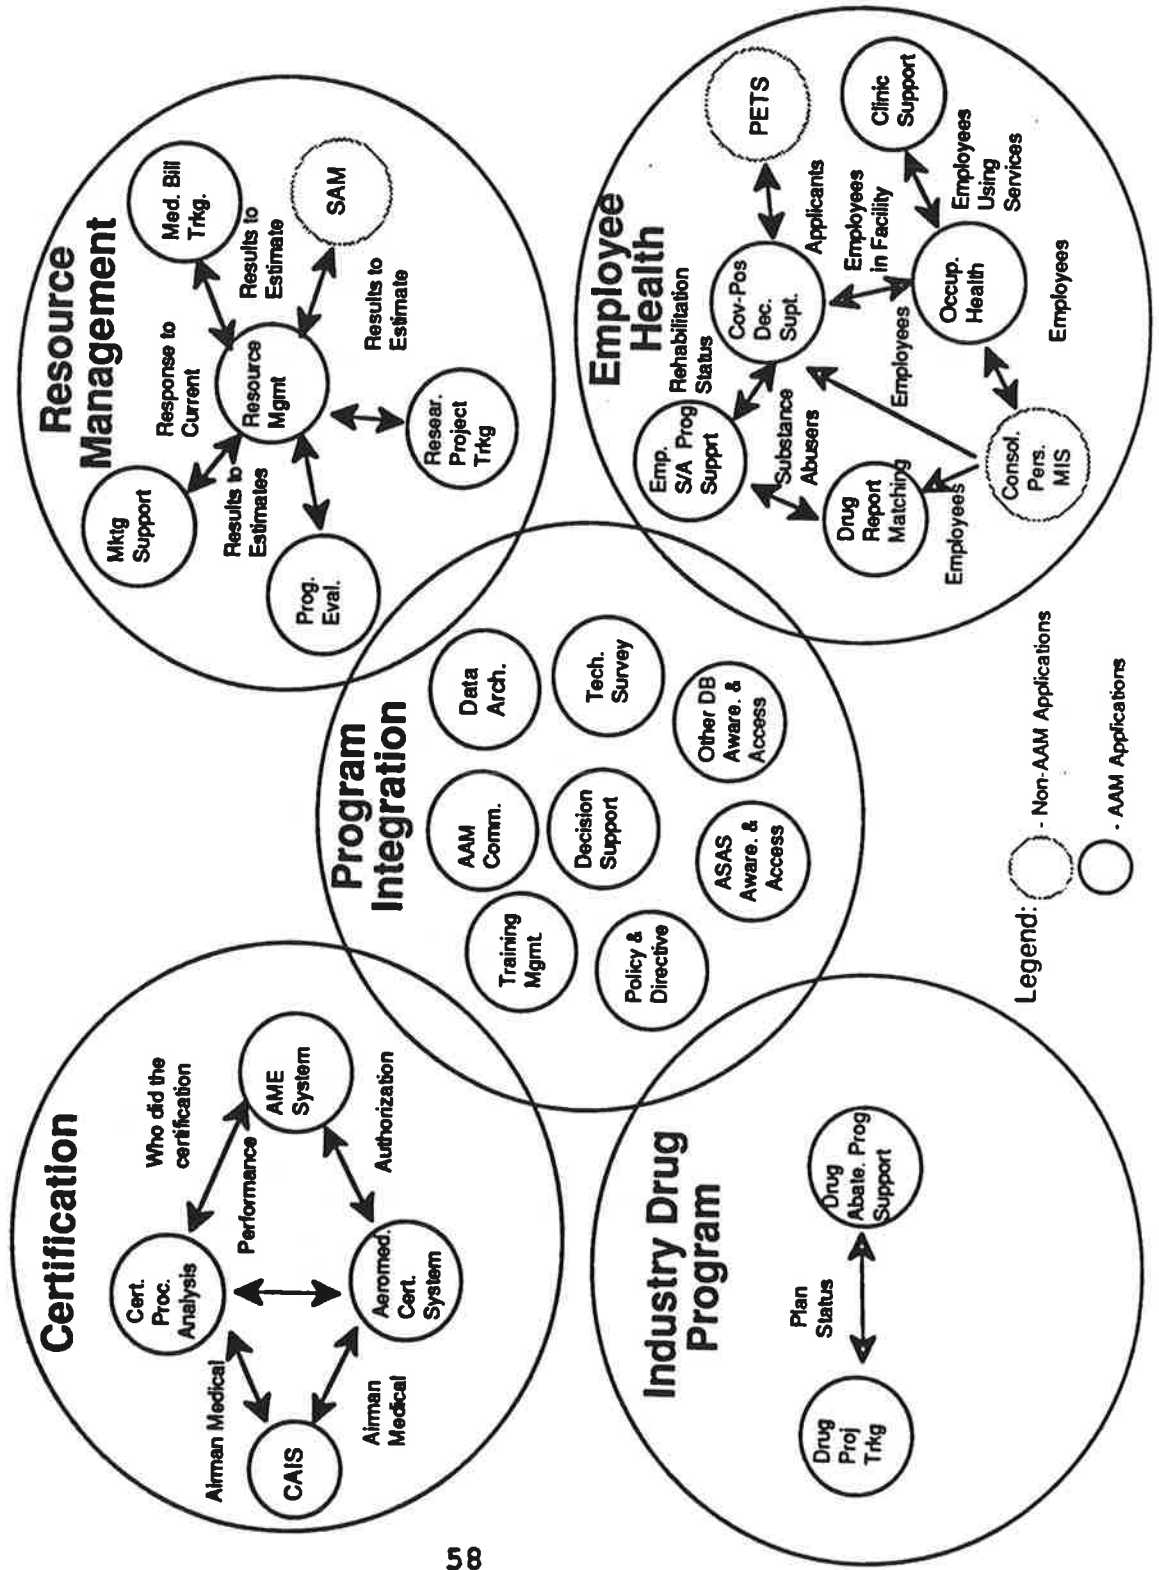 Certification
Cert.
Proc.
Analysis
Who did the
certification
AME
System
Performance
Authorization
Aeromed.
Cert.
System
Airman Medical
CAIS
Airman
Medical
Program
Integration
Training
Mgmt.
AAM
Comm.
Data
Arch.
Policy &
Directive
Decision
Support
Tech.
Survey
ASAS
Aware. &
Access
Other DB
Aware. &
Access
Resource
Management
Mktg
Support
Response to
Current
Med. Bill
Trkg.
Results to
Estimates
Resource
Mgmt
Results to
Estimate
SAM
Prog.
Eval.
Resear.
Project
Trkg
Results to
Estimate
Industry Drug
Program
Drug
Proj
Trkg
Plan
Status
Drug
Abate. Prog
Support
Employee
Health
Emp.
S/A Prog
Supprt
Rehabilitation
Status
Cov-Pos
Dec.
Supt.
PETS
Applicants
Substance
Abusers
Employees
in Facility
Clinic
Support
Drug
Report
Matching
Employees
Occup.
Health
Employees
Using
Services
Employees
Consol.
Pers.
MIS
Employees
Legend:
- Non-AAM Applications
- AAM Applications
58